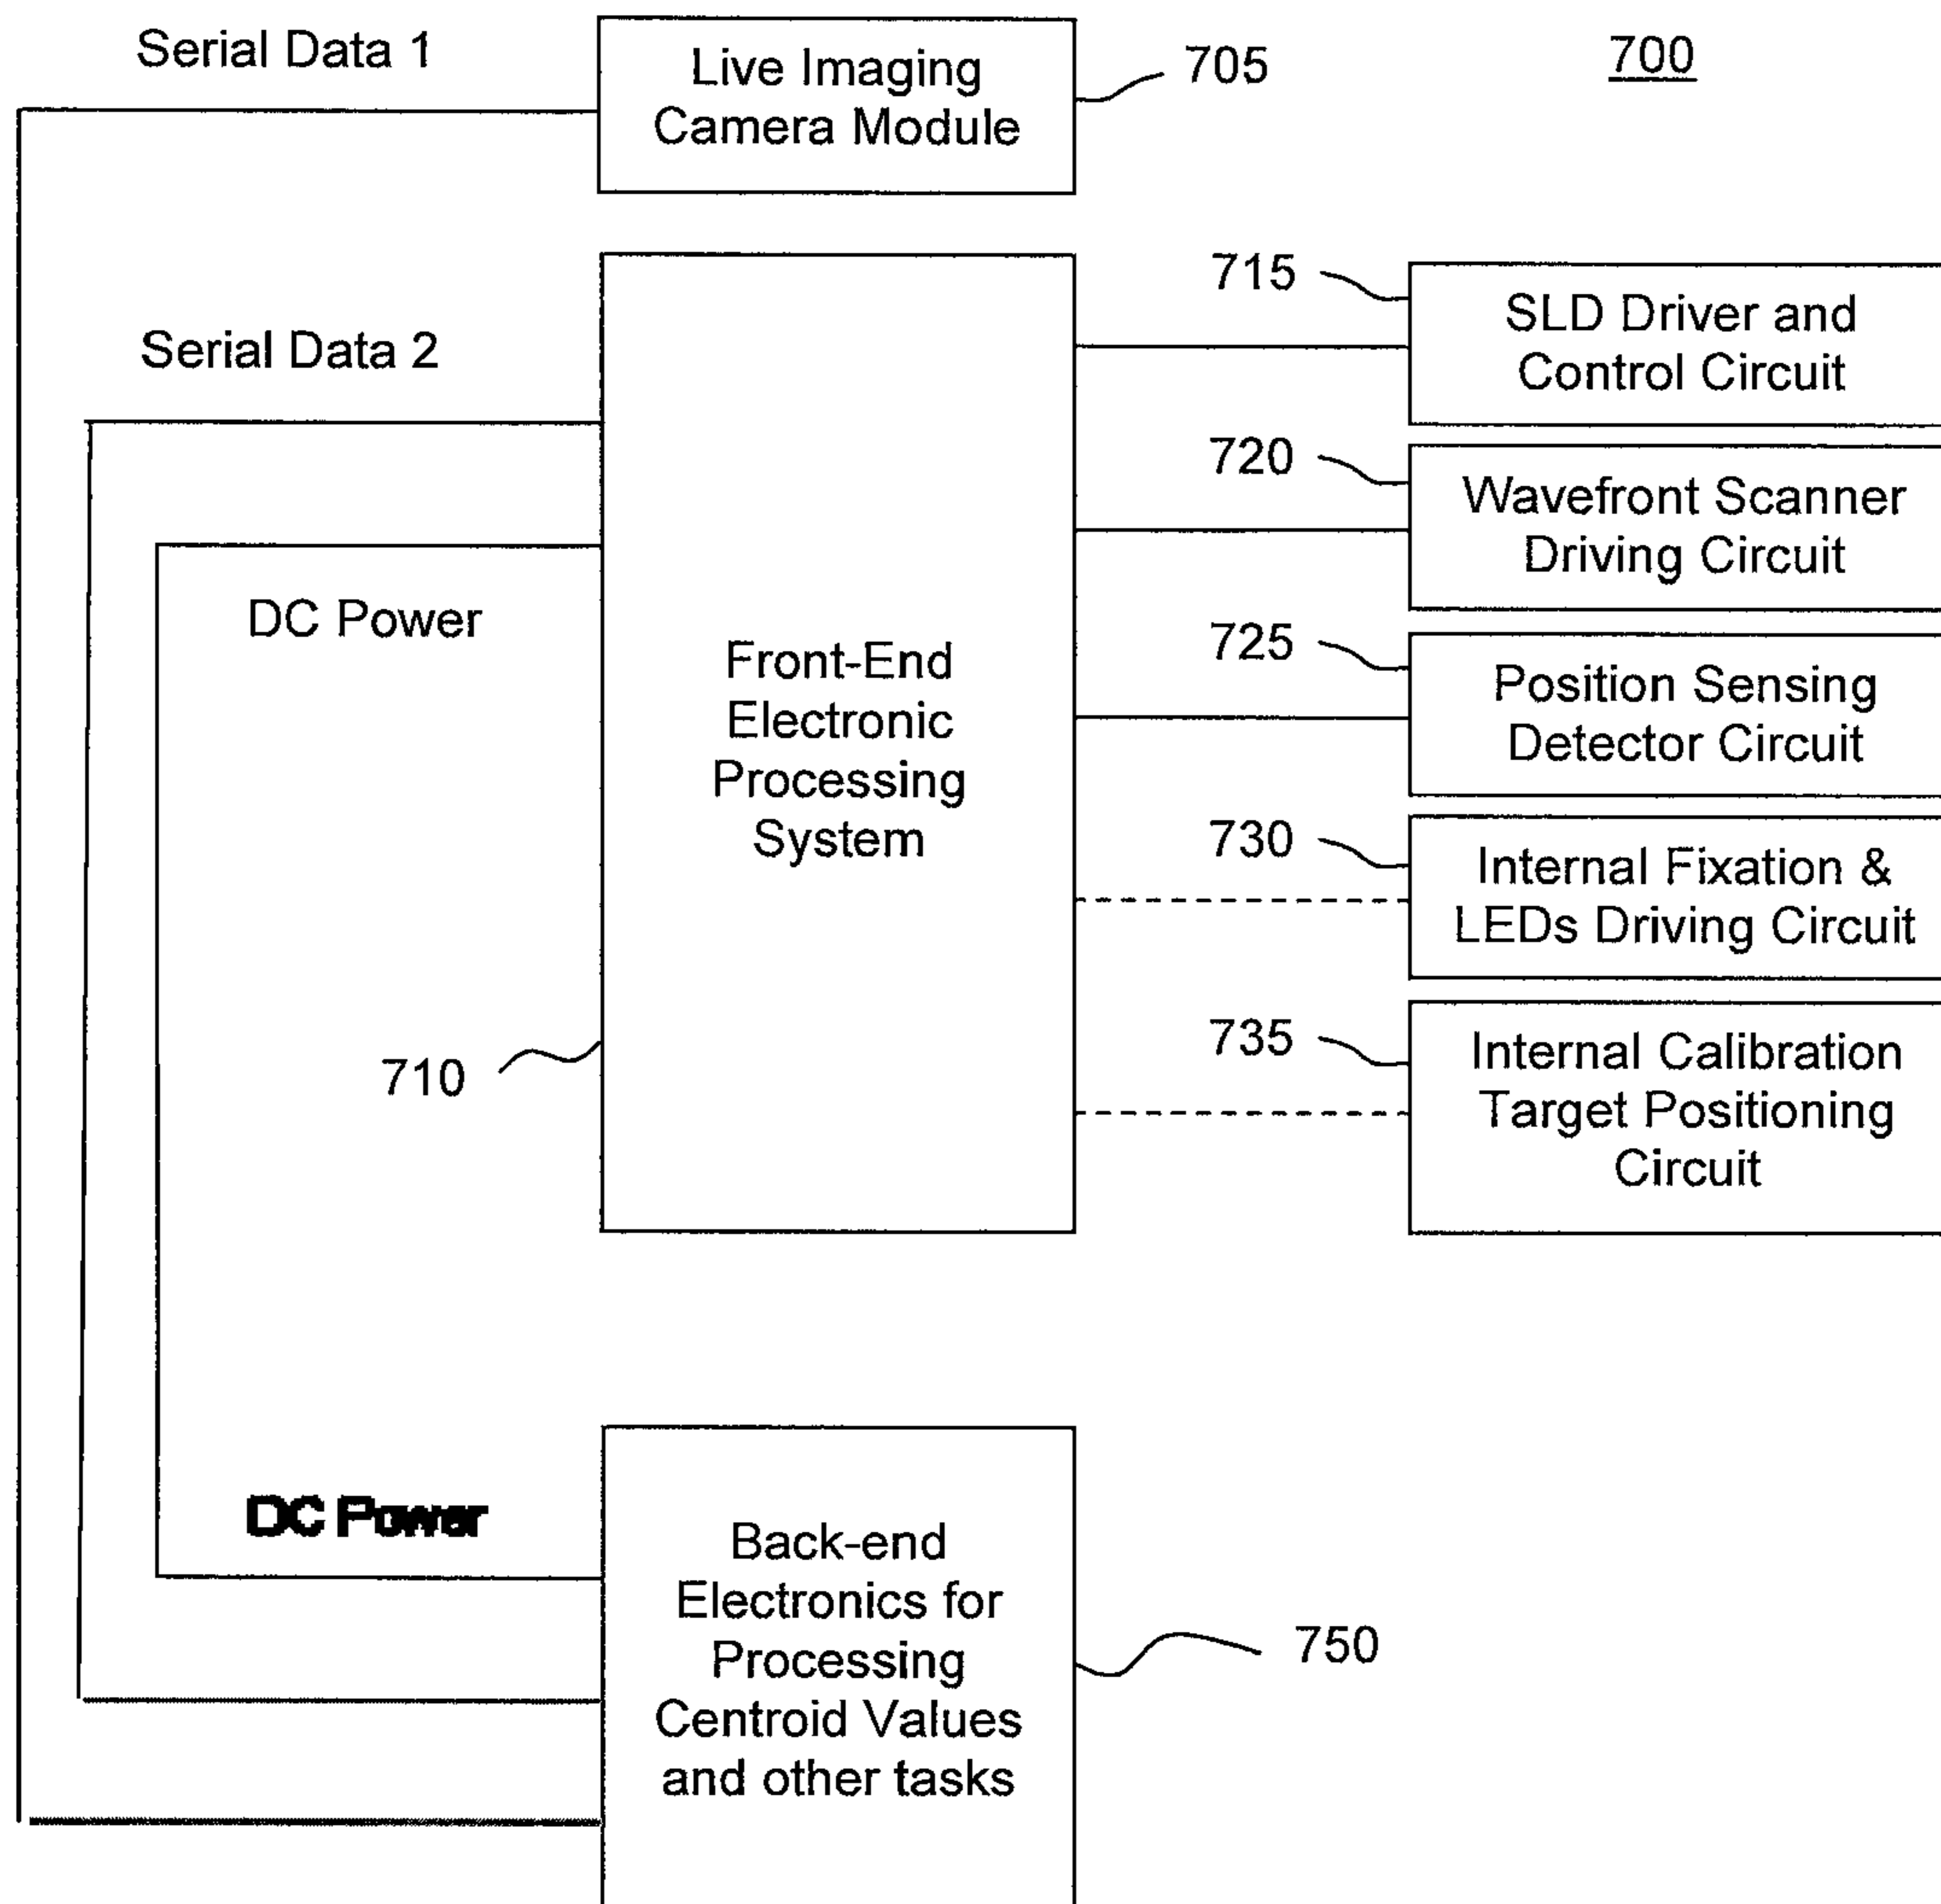 Serial Data 1
Live Imaging
Camera Module
705
700
Serial Data 2
DC Power
Front-End
Electronic
Processing
System
710
715
SLD Driver and
Control Circuit
720
Wavefront Scanner
Driving Circuit
725
Position Sensing
Detector Circuit
730
Internal Fixation &
LEDs Driving Circuit
735
Internal Calibration
Target Positioning
Circuit
DC Power
Back-end
Electronics for
Processing
Centroid Values
and other tasks
750